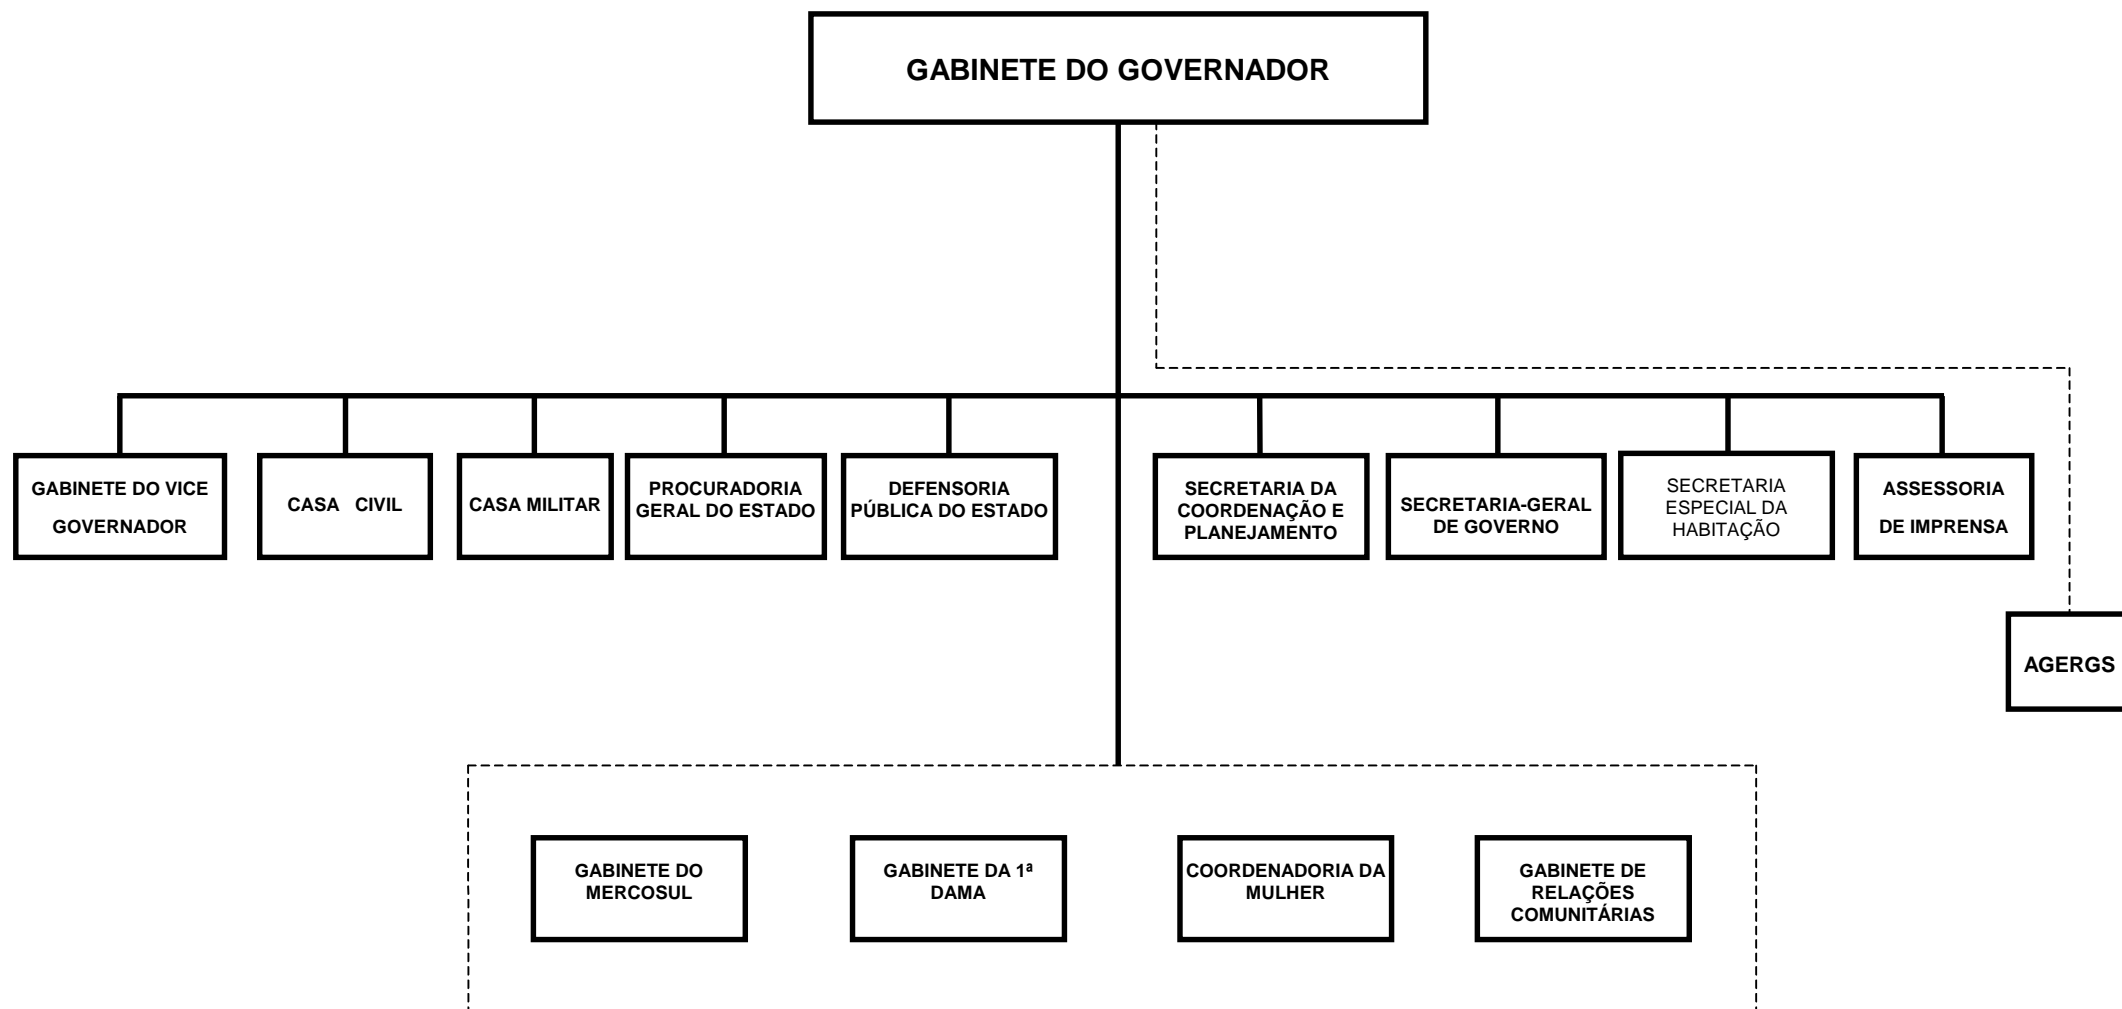 GABINETE DO GOVERNADOR
GABINETE DO VICE
GOVERNADOR
CASA CIVIL
CASA MILITAR
PROCURADORIA
GERAL DO ESTADO
DEFENSORIA
PÚBLICA DO ESTADO
SECRETARIA DA
COORDENAÇÃO E
PLANEJAMENTO
SECRETARIA-GERAL
DE GOVERNO
SECRETARIA
ESPECIAL DA
HABITAÇÃO
ASSESSORIA
DE IMPRENSA
AGERGS
GABINETE DO
MERCOSUL
GABINETE DA 1ª
DAMA
COORDENADORIA DA
MULHER
GABINETE DE
RELAÇÕES
COMUNITÁRIAS